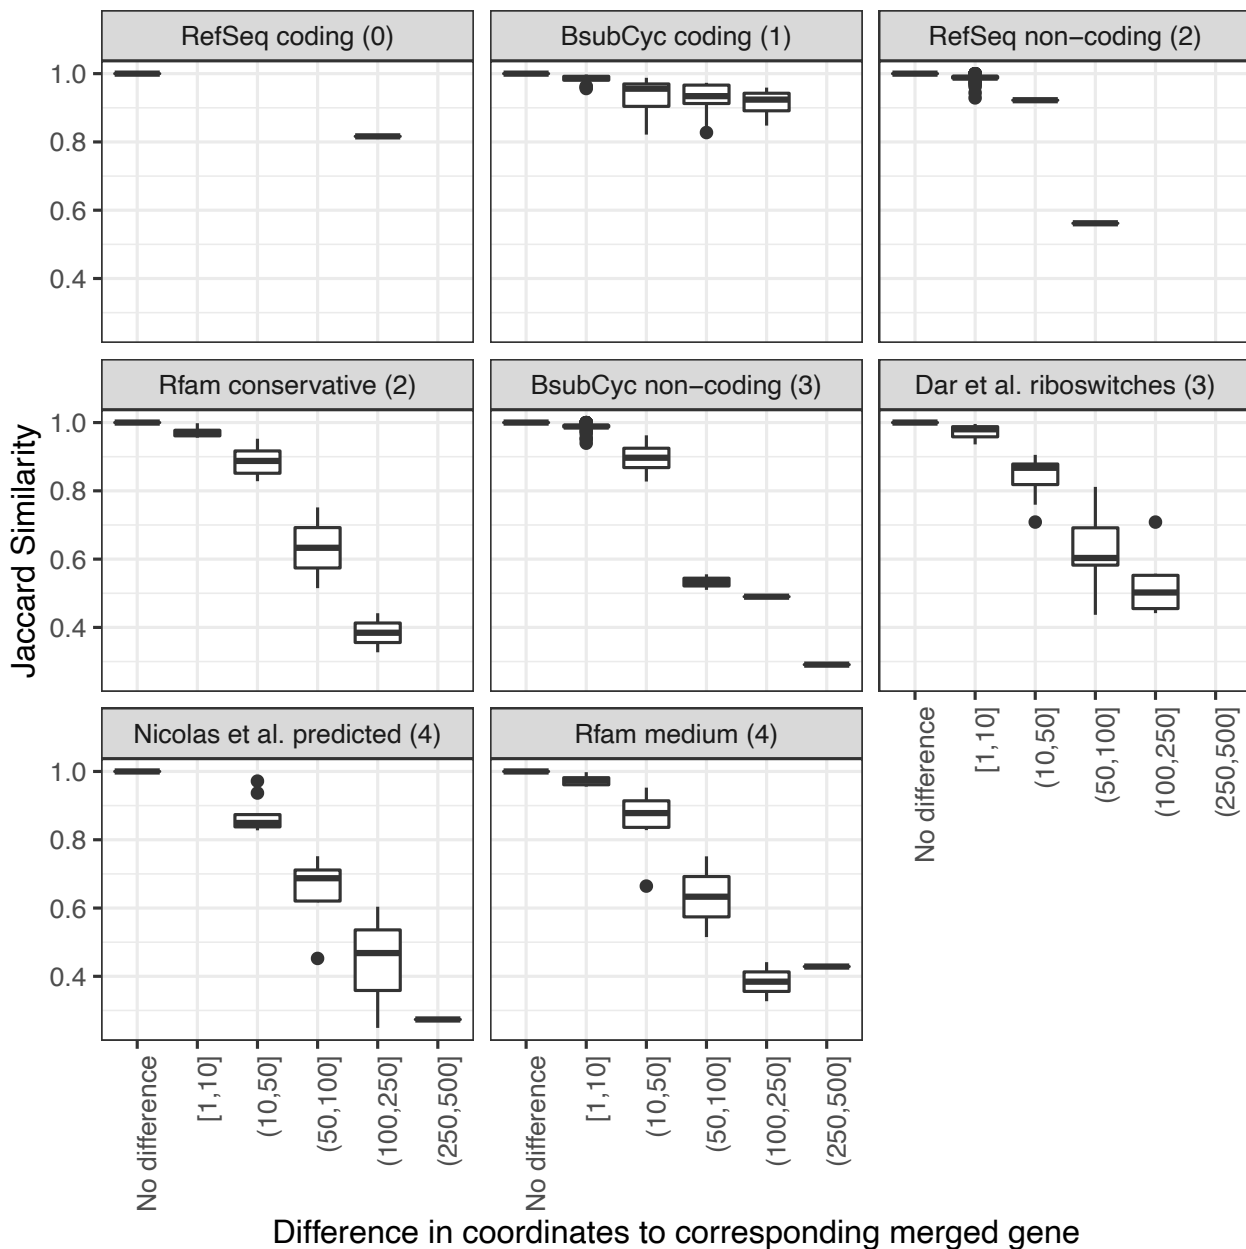 RefSeq coding (0)
BsubCyc coding (1)
RefSeq non−coding (2)
1.0
0.8
0.6
0.4
Rfam conservative (2)
BsubCyc non−coding (3)
Dar et al. riboswitches (3)
1.0
0.8
0.6
0.4
Jaccard Similarity
No difference
[1,10]
(10,50]
(50,100]
(100,250]
(250,500]
Nicolas et al. predicted (4)
Rfam medium (4)
1.0
0.8
0.6
0.4
No difference
[1,10]
(10,50]
(50,100]
(100,250]
(250,500]
No difference
[1,10]
(10,50]
(50,100]
(100,250]
(250,500]
Difference in coordinates to corresponding merged gene